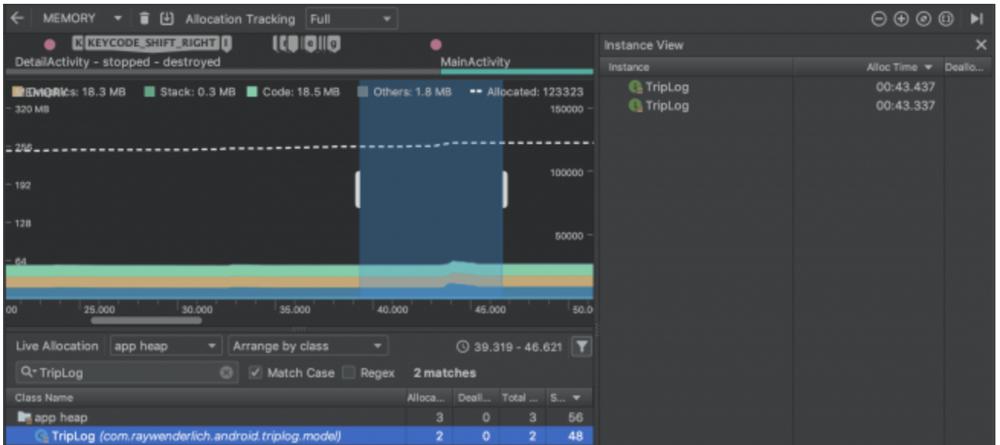 MEMORY Allocation Tracking Full
K KEYCODE_SHIFT_RIGHT
DetailActivity - stopped - destroyed MainActivity
18.3 MB Stack: 0.3 MB Code: 18.5 MB Others: 1.8 MB Allocated: 123323
320 MB 150000
256
192 100000
128
50000
64
00 25.000 30.000 35.000 40.000 45.000 50.0
Live Allocation app heap Arrange by class 39.319 - 46.621
TripLog Match Case Regex 2 matches
Class Name Alloca... Deall... Total ... S...
app heap 3 0 3 56
TripLog (com.raywenderlich.android.triplog.model) 2 0 2 48
Instance View
Instance Alloc Time Deallo...
TripLog 00:43.437
TripLog 00:43.337